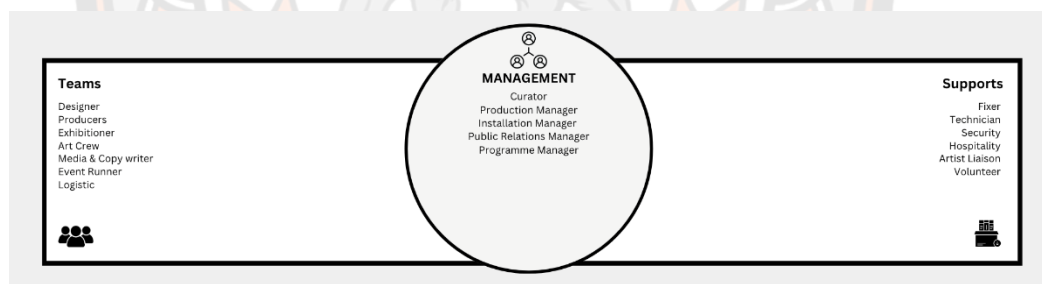 Teams
Designer
Producers
Exhibitioner
Art Crew
Media & Copy writer
Event Runner
Logistic
MANAGEMENT
Curator
Production Manager
Installation Manager
Public Relations Manager
Programme Manager
Supports
Fixer
Technician
Security
Hospitality
Artist Liaison
Volunteer